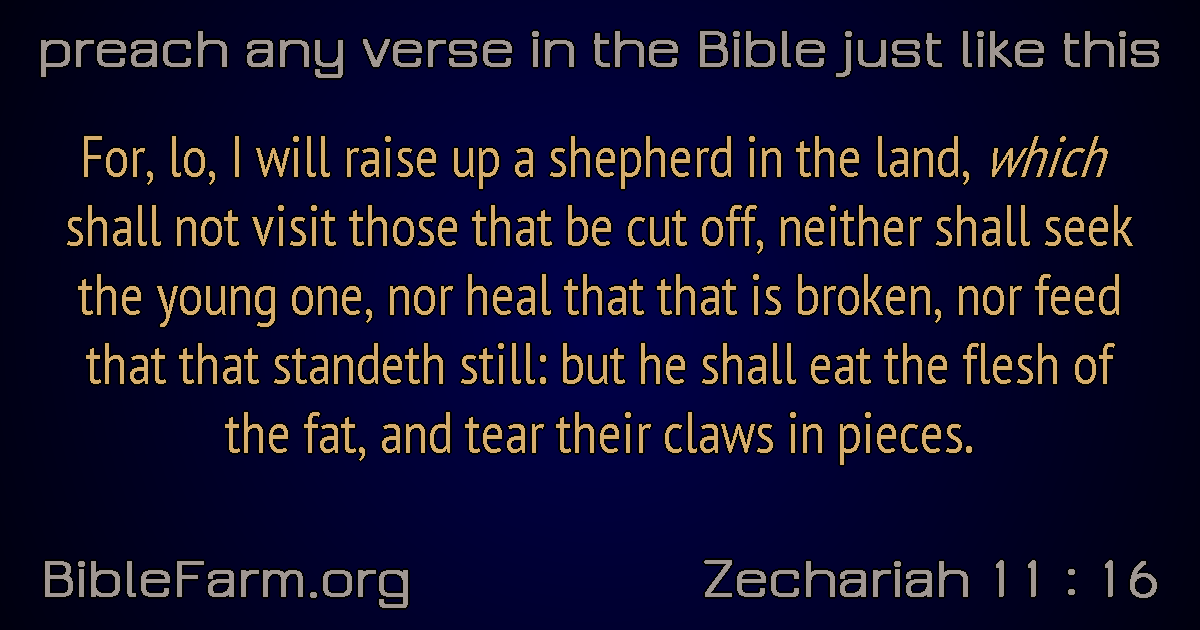 preach any verse in the Bible just like this
For, lo, I will raise up a shepherd in the land, which
shall not visit those that be cut off, neither shall seek
the young one, nor heal that that is broken, nor feed
that that standeth still: but he shall eat the flesh of
the fat, and tear their claws in pieces.
BibleFarm.org
Zechariah 11 : 16